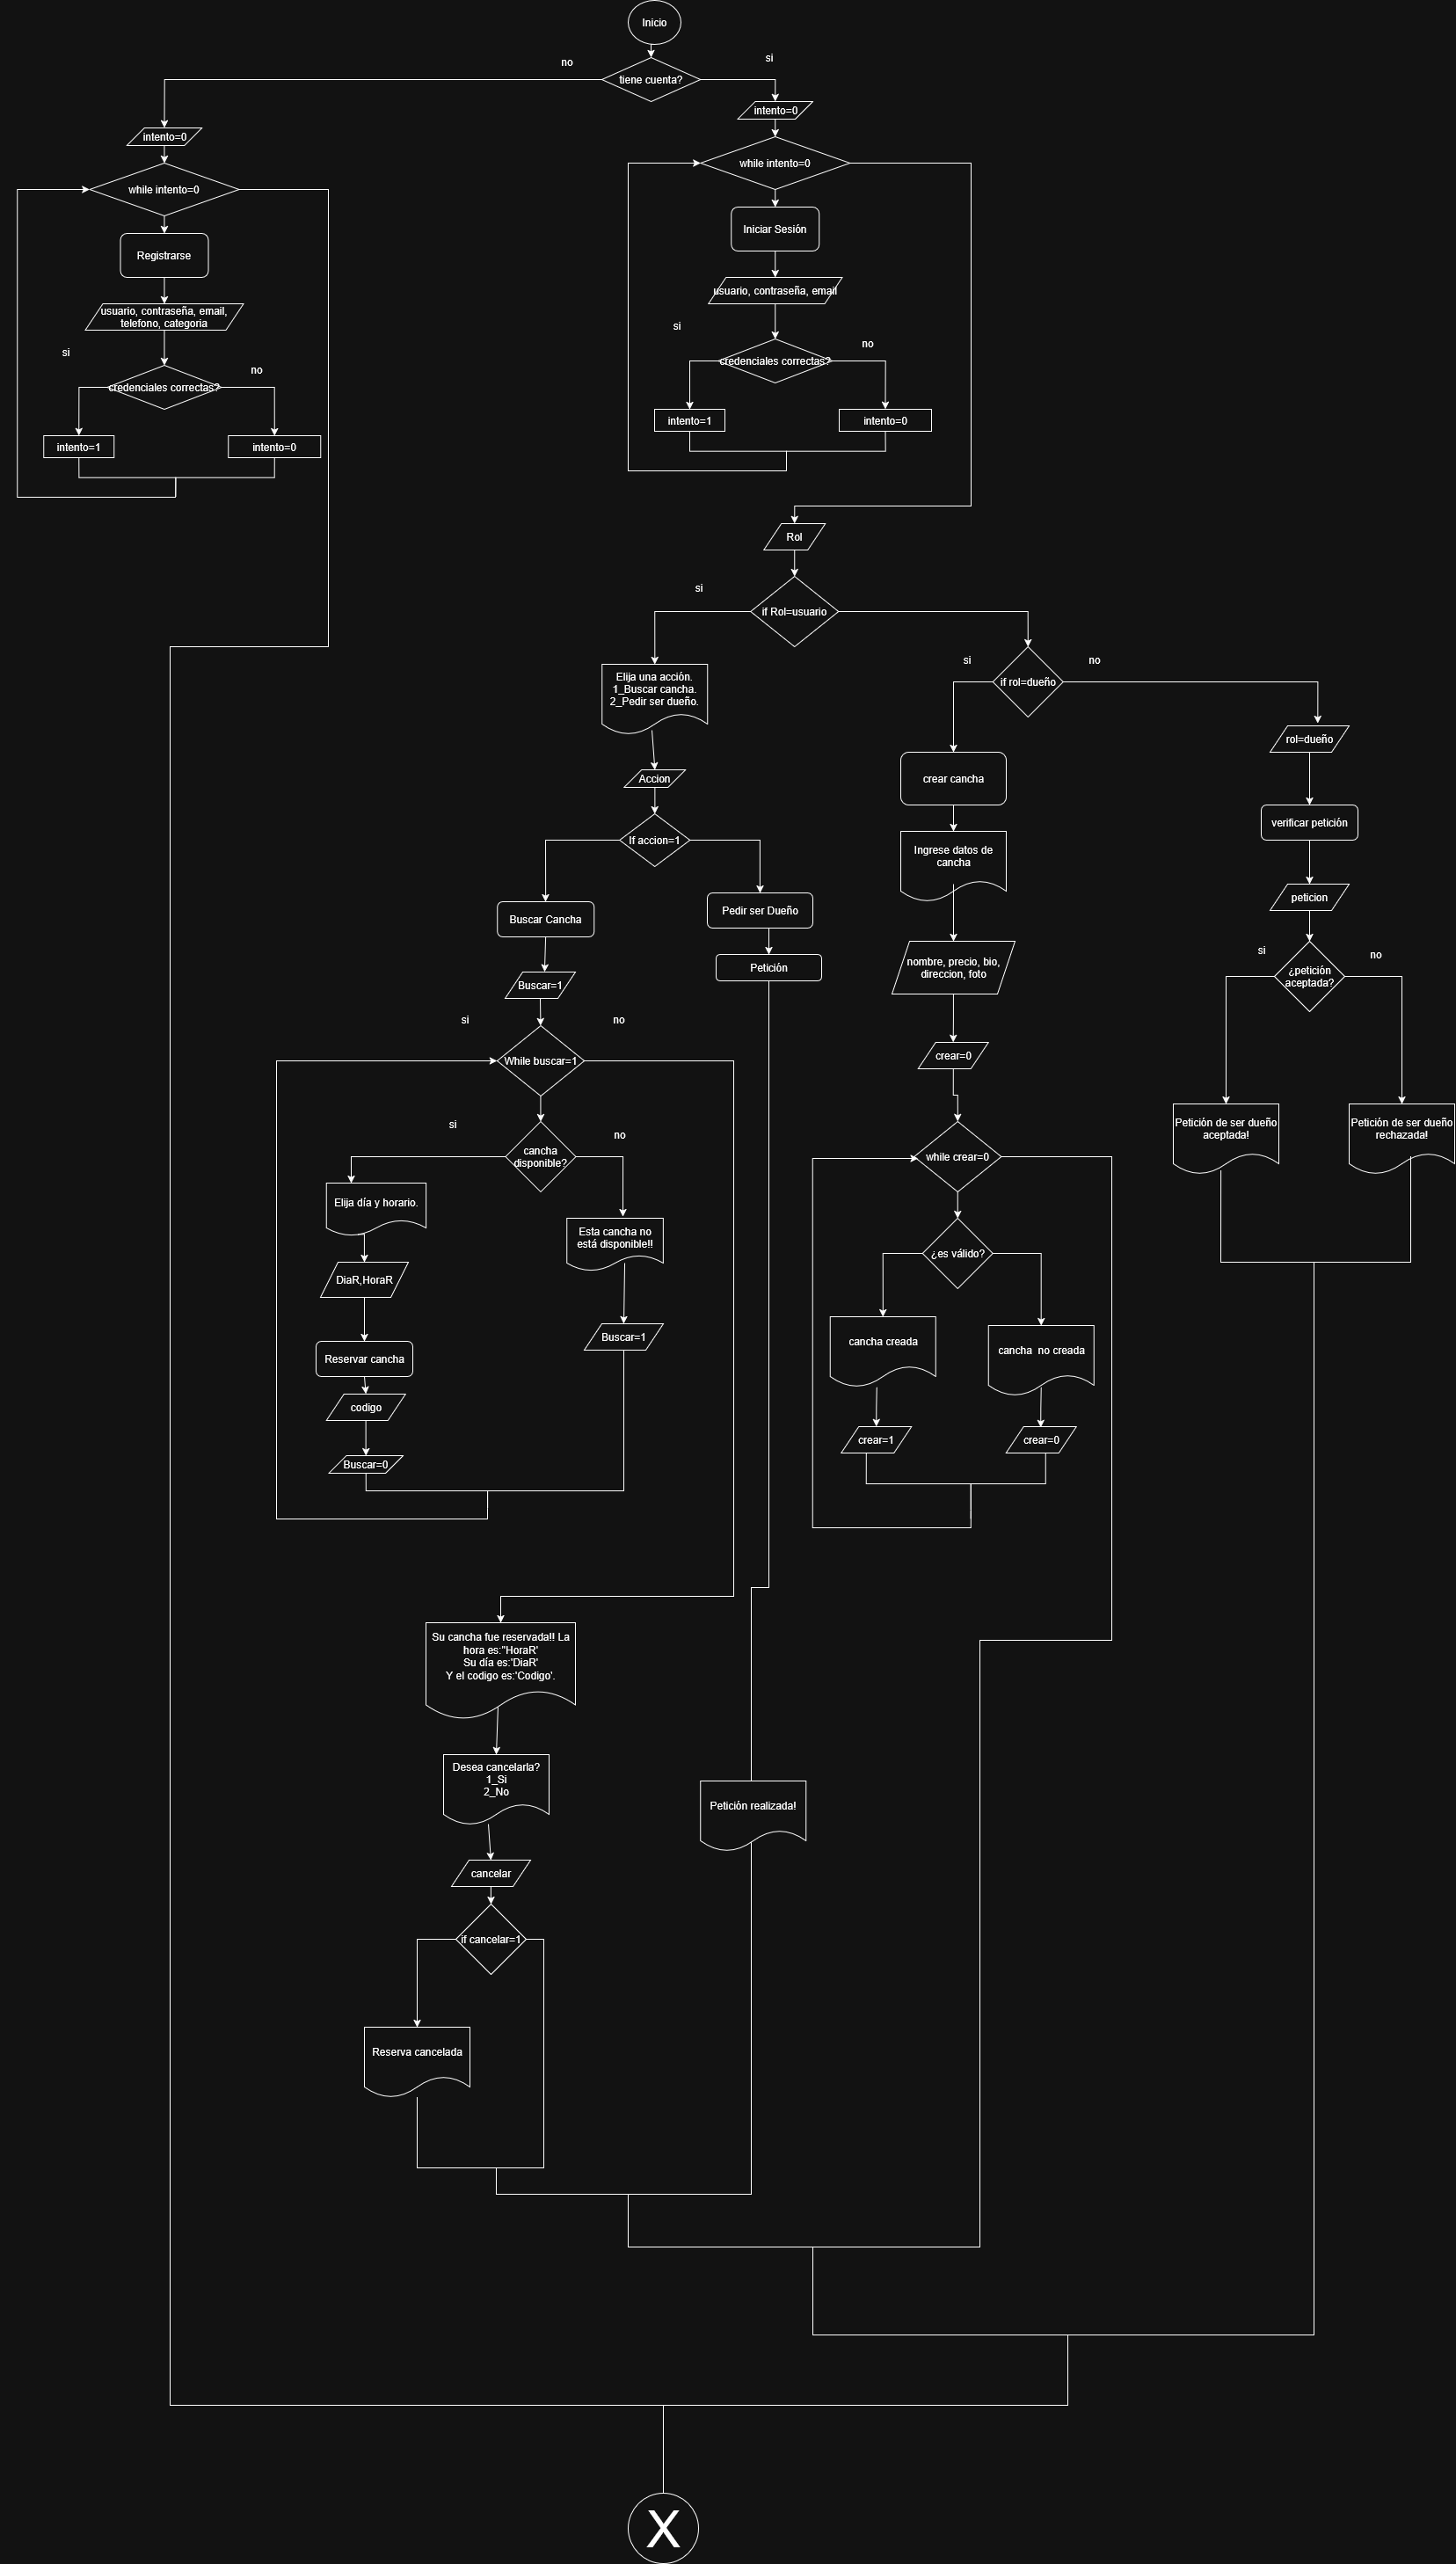 Inicio
no
si
tiene cuenta?
intento=0
while intento=0
Registrarse
usuario, contraseña, email,
telefono, categoria
si
no
credenciales correctas?
intento=1
intento=0
intento=0
while intento=0
Iniciar Sesión
usuario, contraseña, email
si
no
credenciales correctas?
intento=1
intento=0
Rol
if Rol=usuario
si
Elija una acción.
1_Buscar cancha.
2_Pedir ser dueño.
Accion
If accion=1
Buscar Cancha
Buscar=1
si
no
While buscar=1
si
no
cancha
disponible?
Elija día y horario.
DiaR,HoraR
Reservar cancha
codigo
Buscar=0
Esta cancha no
está disponible!!
Buscar=1
Su cancha fue reservada!! La
hora es:"HoraR'
Su día es:'DiaR'
Y el codigo es:'Codigo'.
Desea cancelarla?
1_Si
2_No
cancelar
if cancelar=1
Reserva cancelada
Pedir ser Dueño
Petición
Petición realizada!
si
no
if rol=dueño
crear cancha
Ingrese datos de
cancha
nombre, precio, bio,
direccion, foto
crear=0
while crear=0
¿es válido?
cancha creada
cancha  no creada
crear=1
crear=0
rol=dueño
verificar petición
peticion
si
no
¿petición
aceptada?
Petición de ser dueño
aceptada!
Petición de ser dueño
rechazada!
X